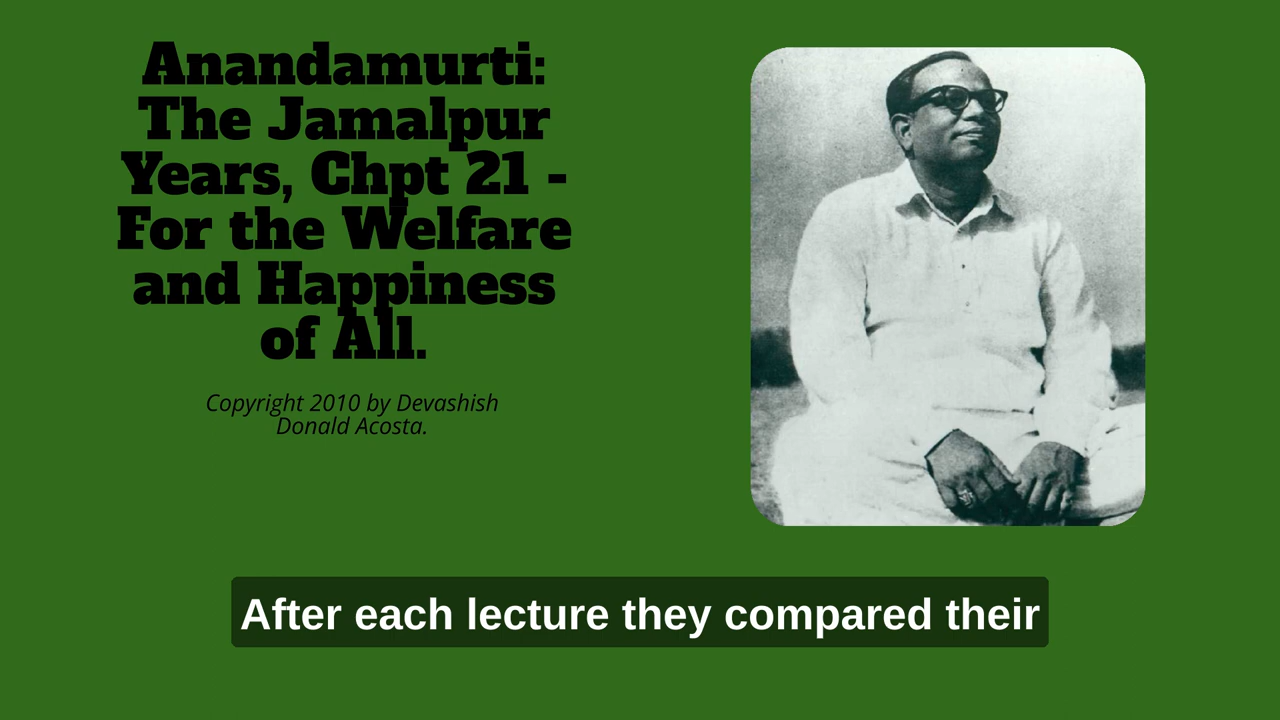 Anandamurti:
The Jamalpur
Years, Chpt 21 -
For the Welfare
and Happiness
of All.
Copyright 2010 by Devashish
Donald Acosta.
After each lecture they compared their